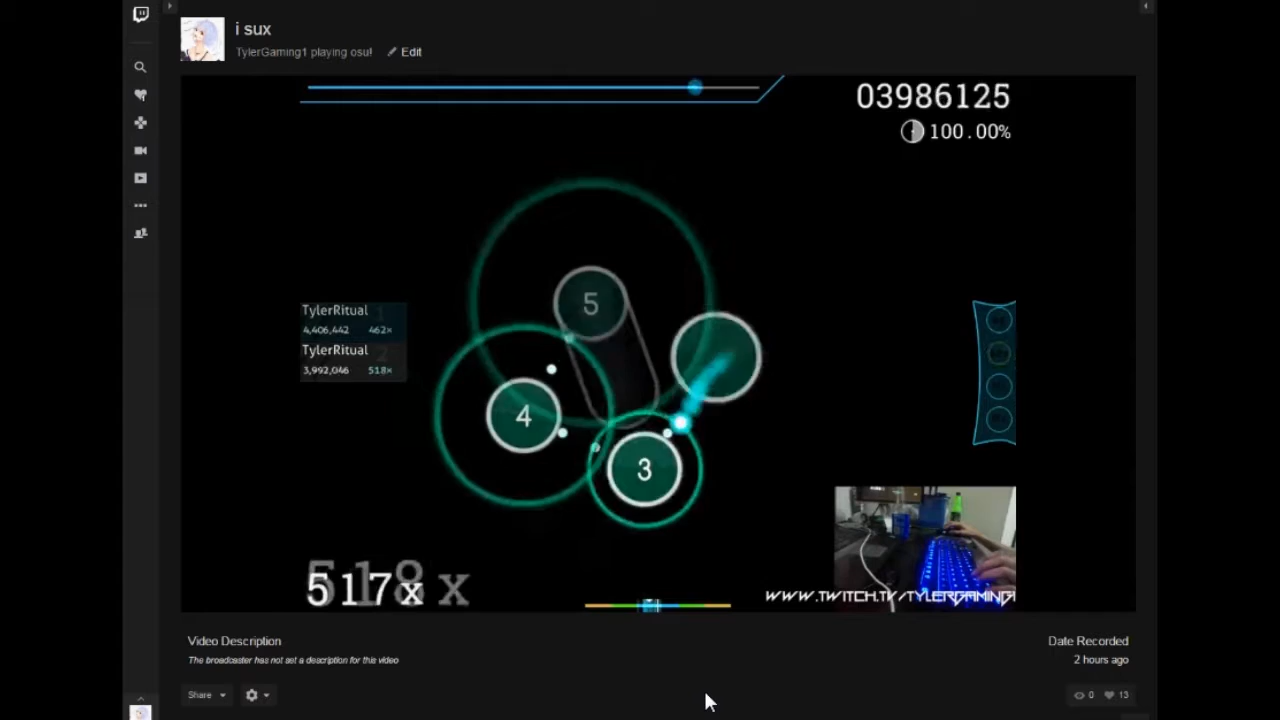 i sux
TylerGaming1 playing osu!
Edit
03986125
100.00%
5
TylerRitual
4,406,442 462x
TylerRitual
3,992,046 518x
4
3
517x
WWW.TWITCH.TV/TYLERGAMING
Video Description
The broadcaster has not set a description for this video
Date Recorded
2 hours ago
Share
0 13